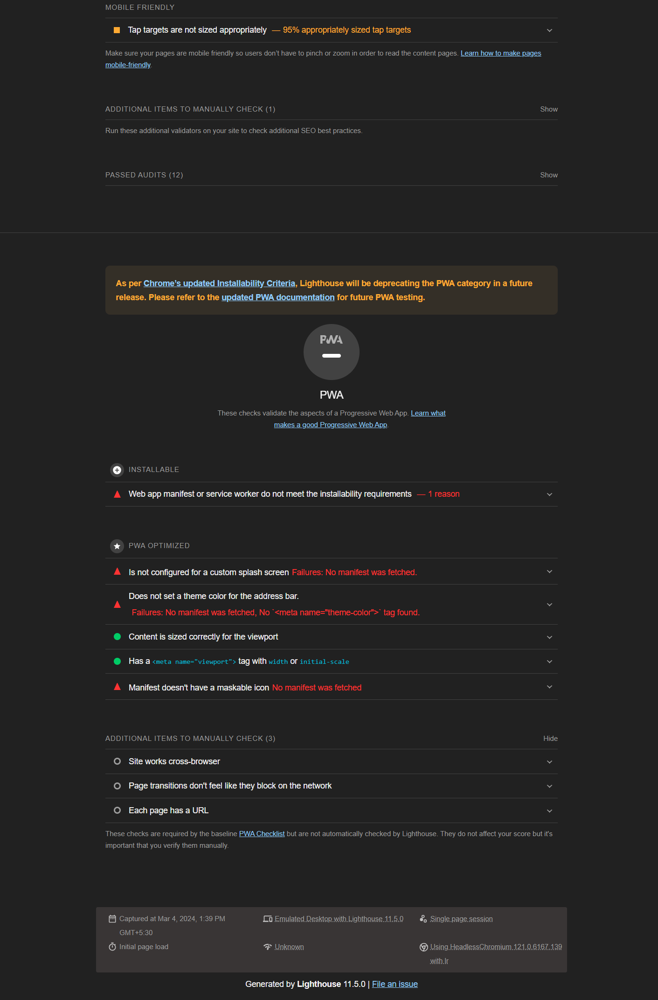 MOBILE FRIENDLY
Tap targets are not sized appropriately — 95% appropriately sized tap targets
Make sure your pages are mobile friendly so users don’t have to pinch or zoom in order to read the content pages. Learn how to make pages
mobile-friendly.
ADDITIONAL ITEMS TO MANUALLY CHECK (1) Show
Run these additional validators on your site to check additional SEO best practices.
PASSED AUDITS (12) Show
As per Chrome’s updated Installability Criteria, Lighthouse will be deprecating the PWA category in a future
release. Please refer to the updated PWA documentation for future PWA testing.
PWA
PWA
These checks validate the aspects of a Progressive Web App. Learn what
makes a good Progressive Web App.
INSTALLABLE
Web app manifest or service worker do not meet the installability requirements — 1 reason
PWA OPTIMIZED
Is not configured for a custom splash screen Failures: No manifest was fetched.
Does not set a theme color for the address bar.
Failures: No manifest was fetched, No `<meta name="theme-color">` tag found.
Content is sized correctly for the viewport
Has a <meta name="viewport"> tag with width or initial-scale
Manifest doesn't have a maskable icon No manifest was fetched
ADDITIONAL ITEMS TO MANUALLY CHECK (3) Hide
Site works cross-browser
Page transitions don't feel like they block on the network
Each page has a URL
These checks are required by the baseline PWA Checklist but are not automatically checked by Lighthouse. They do not affect your score but it's
important that you verify them manually.
Captured at Mar 4, 2024, 1:39 PM
GMT+5:30
Emulated Desktop with Lighthouse 11.5.0
Single page session
Initial page load
Unknown
Using HeadlessChromium 121.0.6167.139
with lr
Generated by Lighthouse 11.5.0 | File an issue